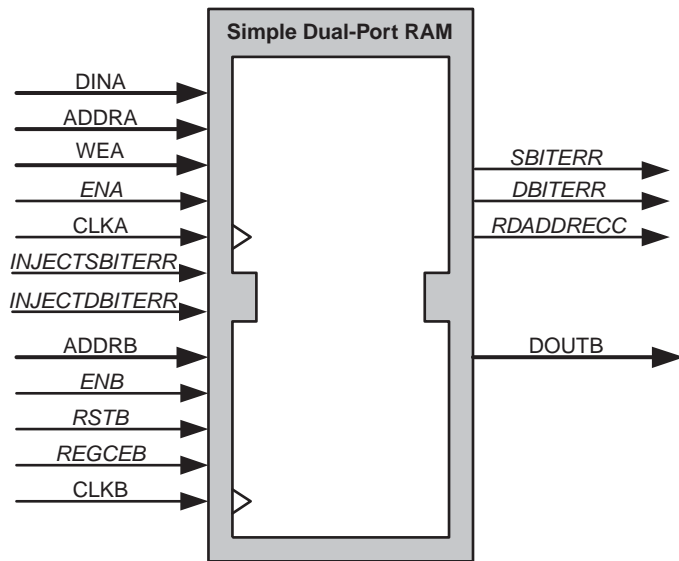 Simple Dual-Port RAM
DINA
ADDRA
WEA
ENA
CLKA
INJECTSBITERR
INJECTDBITERR
ADDRB
ENB
RSTB
REGCEB
CLKB
SBITERR
DBITERR
RDADDRECC
DOUTB